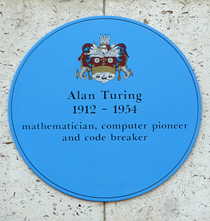 Alan Turing
1912 - 1954
mathematician, computer pioneer
and code breaker